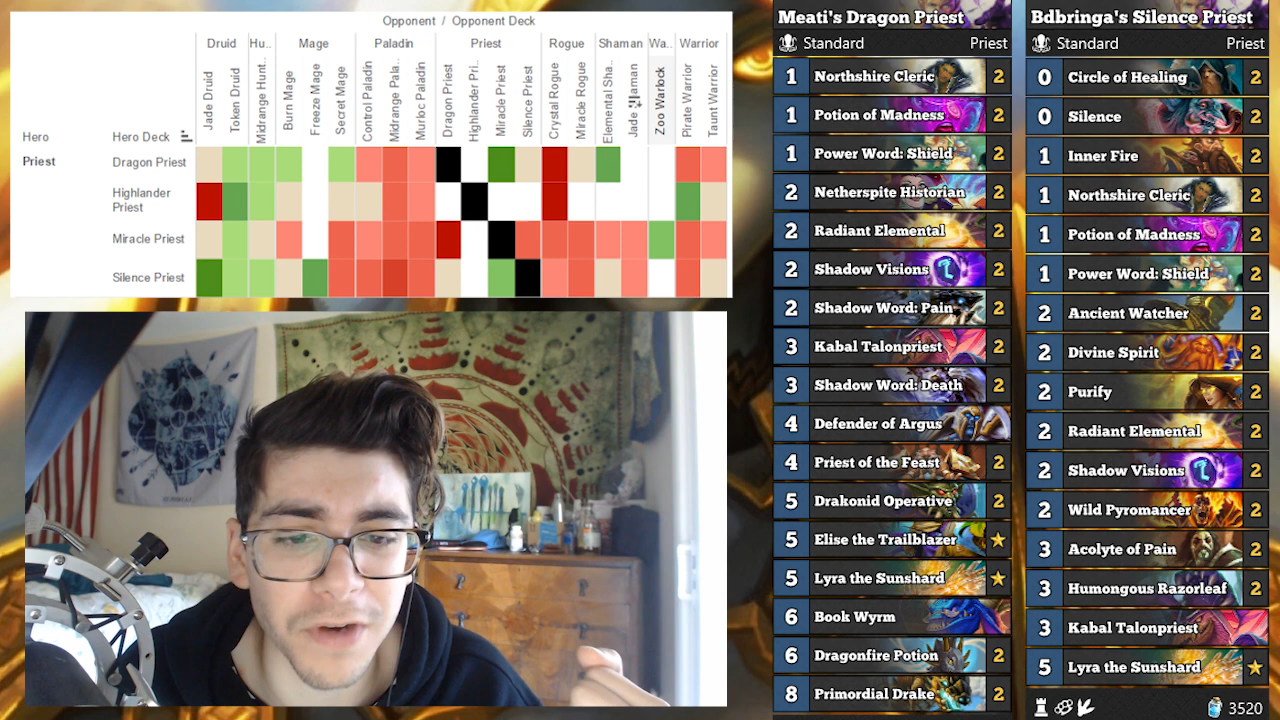 Opponent / Opponent Deck
Druid
Hu..
Mage
Paladin
Priest
Rogue
Shaman
Wa..
Warrior
Jade Druid
Token Druid
Midrange Hunt..
Burn Mage
Freeze Mage
Secret Mage
Control Paladin
Midrange Pala..
Murloc Paladin
Dragon Priest
Highlander Pri..
Miracle Priest
Silence Priest
Crystal Rogue
Miracle Rogue
Elemental Sha..
Jade Shaman
Zoo Warlock
Pirate Warrior
Taunt Warrior
Hero
Hero Deck
Priest
Dragon Priest
Highlander
Priest
Miracle Priest
Silence Priest
Meati's Dragon Priest
Standard Priest
1 Northshire Cleric 2
1 Potion of Madness 2
1 Power Word: Shield 2
2 Netherspite Historian 2
2 Radiant Elemental 2
2 Shadow Visions 2
2 Shadow Word: Pain 2
3 Kabal Talonpriest 2
3 Shadow Word: Death 2
4 Defender of Argus
4 Priest of the Feast 2
5 Drakonid Operative 2
5 Elise the Trailblazer
5 Lyra the Sunshard
6 Book Wyrm
6 Dragonfire Potion 2
8 Primordial Drake 2
Bdbringa's Silence Priest
Standard Priest
0 Circle of Healing 2
0 Silence 2
1 Inner Fire 2
1 Northshire Cleric 2
1 Potion of Madness 2
1 Power Word: Shield 2
2 Ancient Watcher 2
2 Divine Spirit 2
2 Purify 2
2 Radiant Elemental 2
2 Shadow Visions 2
2 Wild Pyromancer 2
3 Acolyte of Pain 2
3 Humongous Razorleaf 2
3 Kabal Talonpriest
5 Lyra the Sunshard
3520